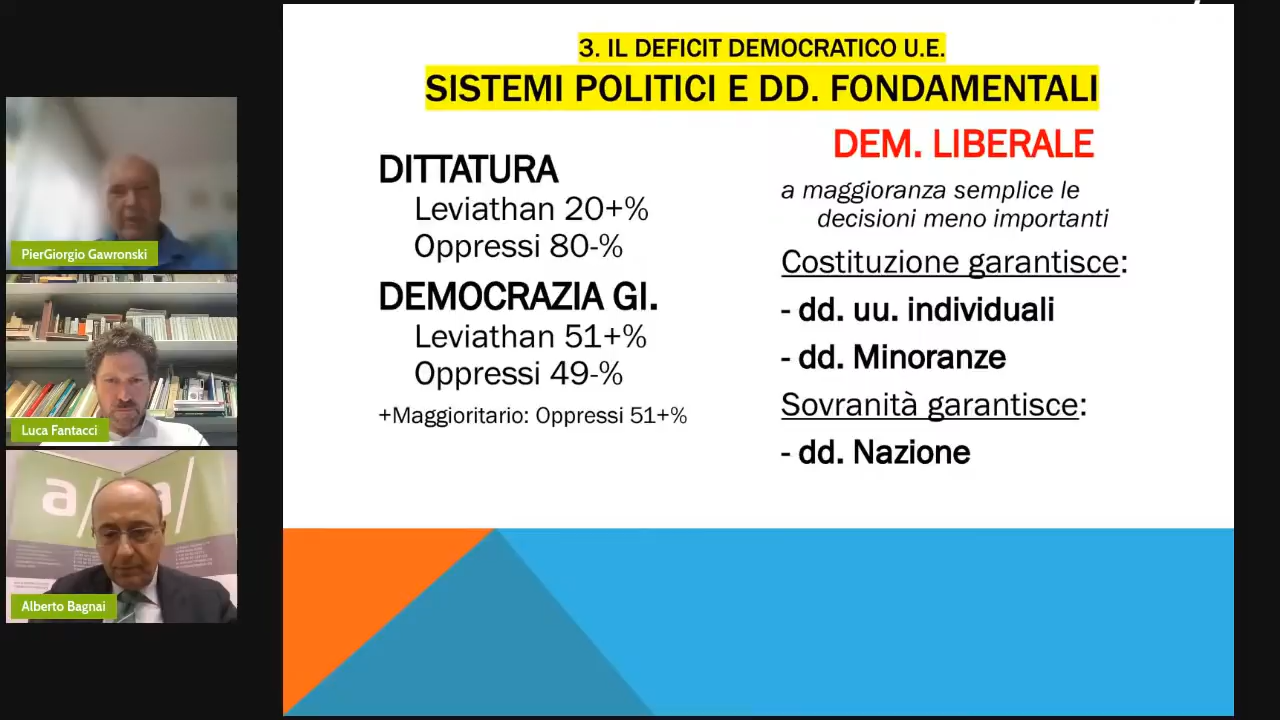 3. IL DEFICIT DEMOCRATICO U.E.
SISTEMI POLITICI E DD. FONDAMENTALI
DITTATURA
Leviathan 20+%
Oppressi 80-%
DEMOCRAZIA GI.
Leviathan 51+%
Oppressi 49-%
+Maggioritario: Oppressi 51+%
DEM. LIBERALE
a maggioranza semplice le
decisioni meno importanti
Costituzione garantisce:
- dd. uu. individuali
- dd. Minoranze
Sovranità garantisce:
- dd. Nazione
PierGiorgio Gawronski
Luca Fantacci
a/a/
Alberto Bagnai